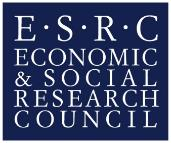 E·S·R·C
ECONOMIC
& SOCIAL
RESEARCH
COUNCIL